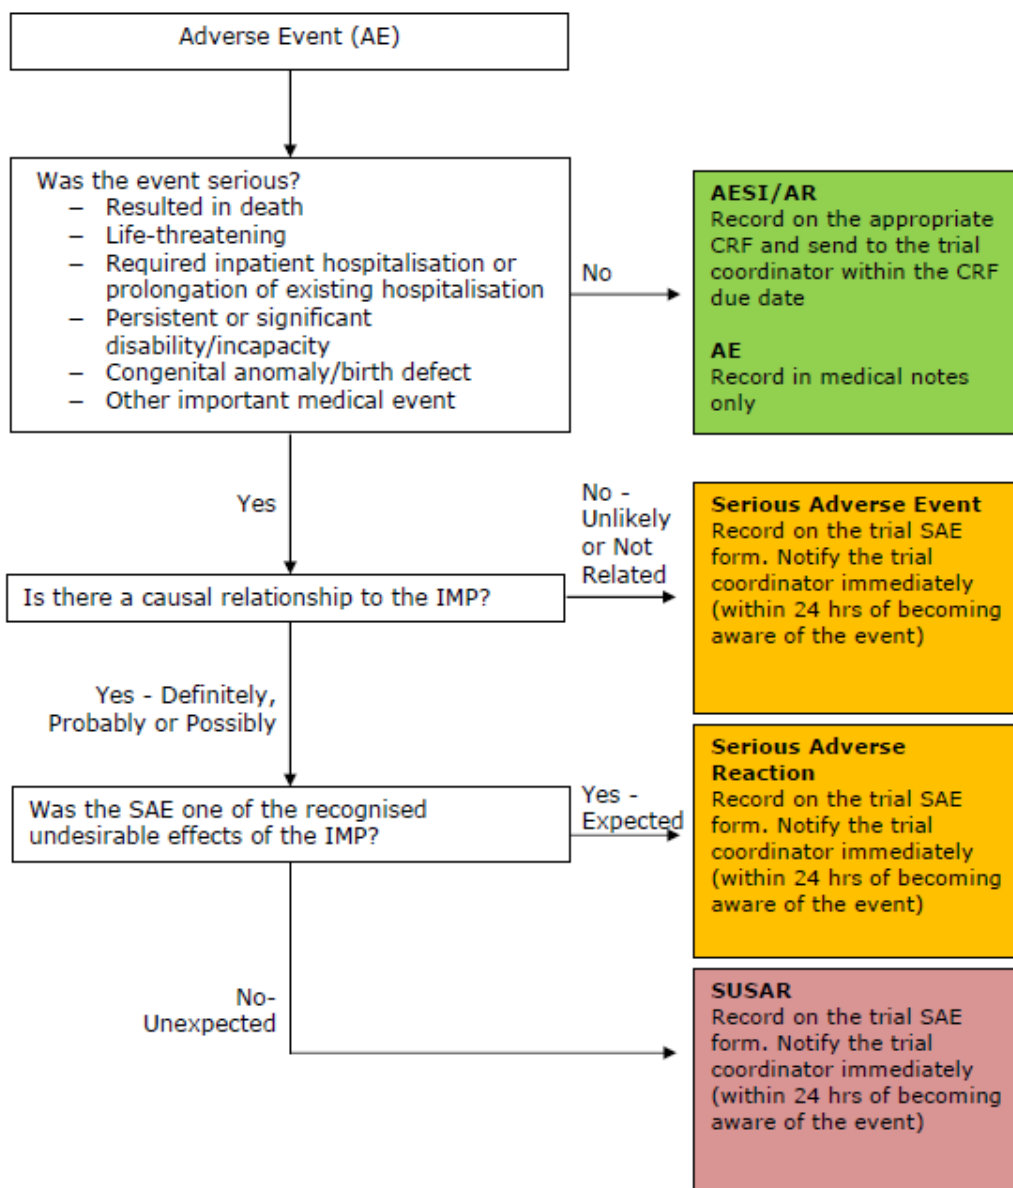 Adverse Event (AE)
Was the event serious?
– Resulted in death
– Life-threatening
– Required inpatient hospitalisation or
prolongation of existing hospitalisation
– Persistent or significant
disability/incapacity
– Congenital anomaly/birth defect
– Other important medical event
No
AESI/AR
Record on the appropriate
CRF and send to the trial
coordinator within the CRF
due date
AE
Record in medical notes
only
Yes
No -
Unlikely
or Not
Related
Serious Adverse Event
Record on the trial SAE
form. Notify the trial
coordinator immediately
(within 24 hrs of becoming
aware of the event)
Is there a causal relationship to the IMP?
Yes - Definitely,
Probably or Possibly
Serious Adverse
Reaction
Record on the trial SAE
form. Notify the trial
coordinator immediately
(within 24 hrs of becoming
aware of the event)
Was the SAE one of the recognised
undesirable effects of the IMP?
Yes -
Expected
No-
Unexpected
SUSAR
Record on the trial SAE
form. Notify the trial
coordinator immediately
(within 24 hrs of becoming
aware of the event)